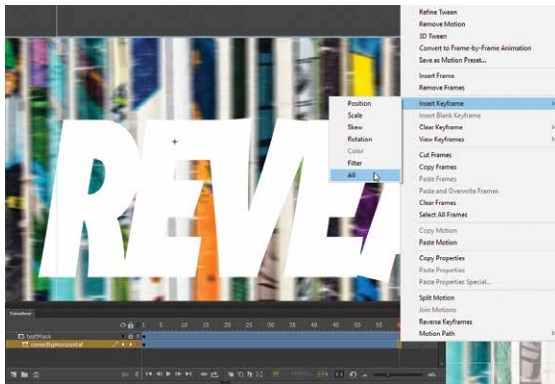 Refine Tween
Remove Motion
3D Tween
Convert to Frame-by-Frame Animation
Save as Motion Preset...
Insert Frame
Remove Frames
Insert Keyframe
Insert Blank Keyframe
Clear Keyframe
View Keyframes
Cut Frames
Copy Frames
Paste Frames
Paste and Overwrite Frames
Clear Frames
Select All Frames
Copy Motion
Paste Motion
Copy Properties
Paste Properties
Paste Properties Special...
Split Motion
Join Motions
Reverse Keyframes
Motion Path
Position
Scale
Skew
Rotation
Color
Filter
All
REVE
Timeline
1 5 10 15 20 25 30 35 40 45 50 55
textMask
comicBgHorizontal